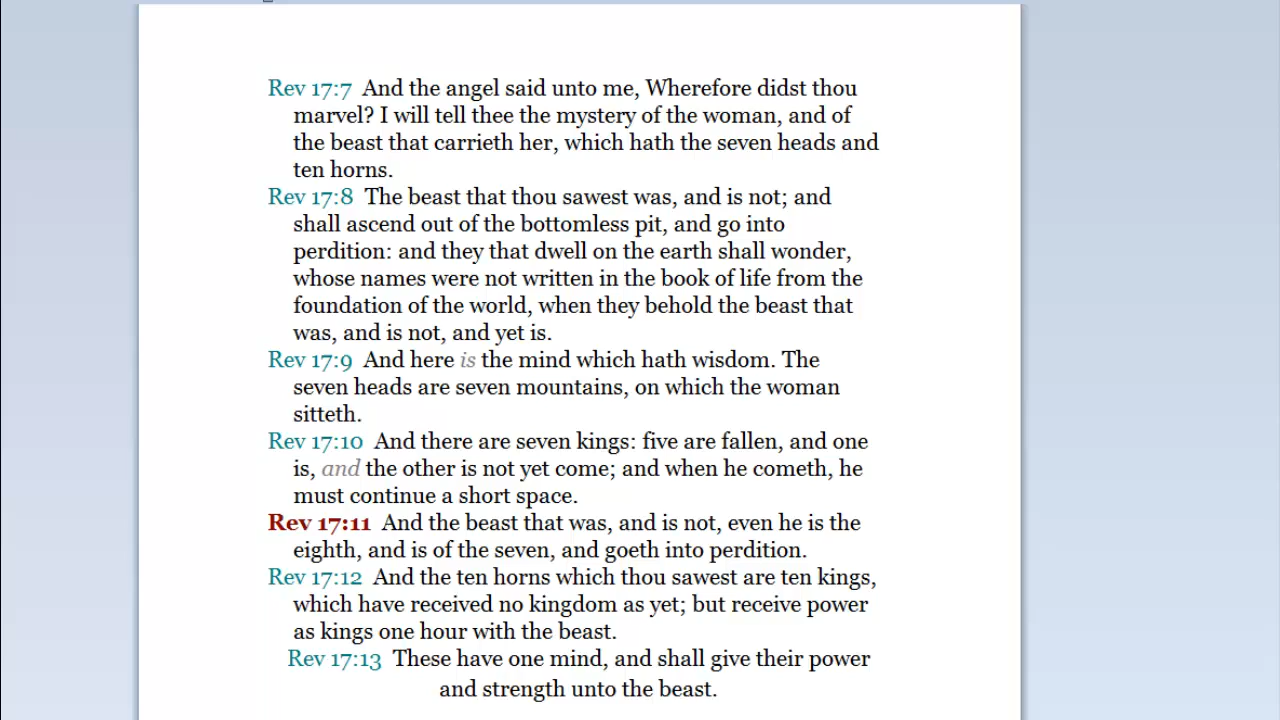 Rev 17:7 And the angel said unto me, Wherefore didst thou
marvel? I will tell thee the mystery of the woman, and of
the beast that carrieth her, which hath the seven heads and
ten horns.
Rev 17:8 The beast that thou sawest was, and is not; and
shall ascend out of the bottomless pit, and go into
perdition: and they that dwell on the earth shall wonder,
whose names were not written in the book of life from the
foundation of the world, when they behold the beast that
was, and is not, and yet is.
Rev 17:9 And here is the mind which hath wisdom. The
seven heads are seven mountains, on which the woman
sitteth.
Rev 17:10 And there are seven kings: five are fallen, and one
is, and the other is not yet come; and when he cometh, he
must continue a short space.
Rev 17:11 And the beast that was, and is not, even he is the
eighth, and is of the seven, and goeth into perdition.
Rev 17:12 And the ten horns which thou sawest are ten kings,
which have received no kingdom as yet; but receive power
as kings one hour with the beast.
Rev 17:13 These have one mind, and shall give their power
and strength unto the beast.